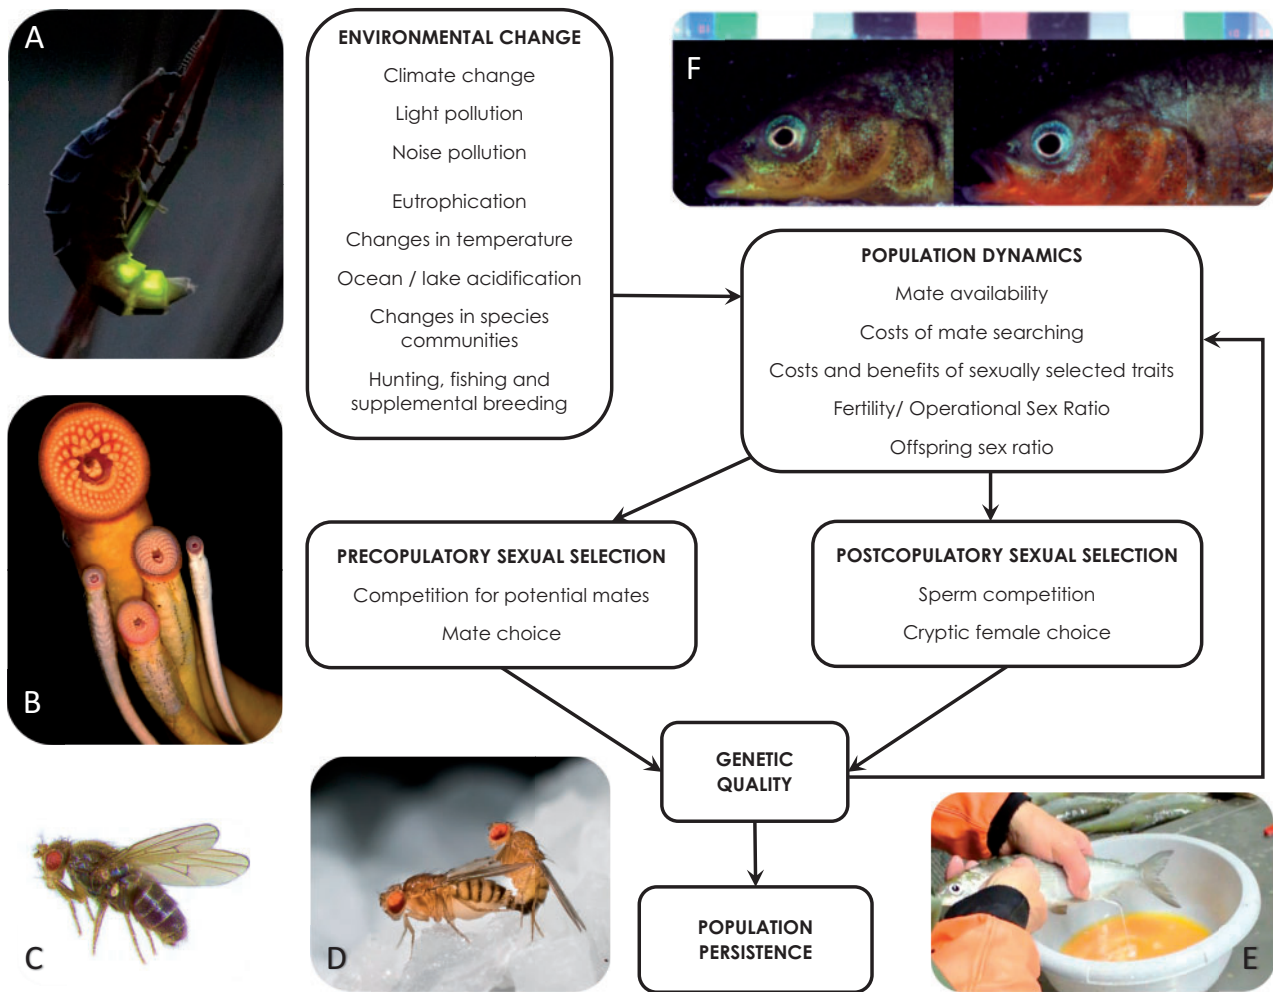 A
ENVIRONMENTAL CHANGE
Climate change
Light pollution
Noise pollution
Eutrophication
Changes in temperature
Ocean / lake acidification
Changes in species
communities
Hunting, fishing and
supplemental breeding
F
POPULATION DYNAMICS
Mate availability
Costs of mate searching
Costs and benefits of sexually selected traits
Fertility/ Operational Sex Ratio
Offspring sex ratio
B
PRECOPULATORY SEXUAL SELECTION
Competition for potential mates
Mate choice
POSTCOPULATORY SEXUAL SELECTION
Sperm competition
Cryptic female choice
GENETIC
QUALITY
C
D
POPULATION
PERSISTENCE
E